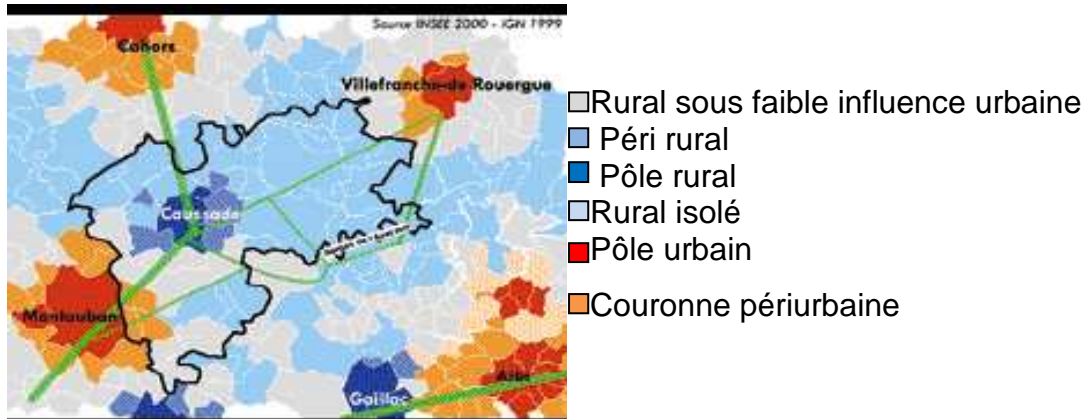 Source INSEE 2000 - IGN 1999
Cahors
Villefranche-de Rouergue
Caussade
Montauban
Gaillac
Albi
Rural sous faible influence urbaine
Péri rural
Pôle rural
Rural isolé
Pôle urbain
Couronne périurbaine